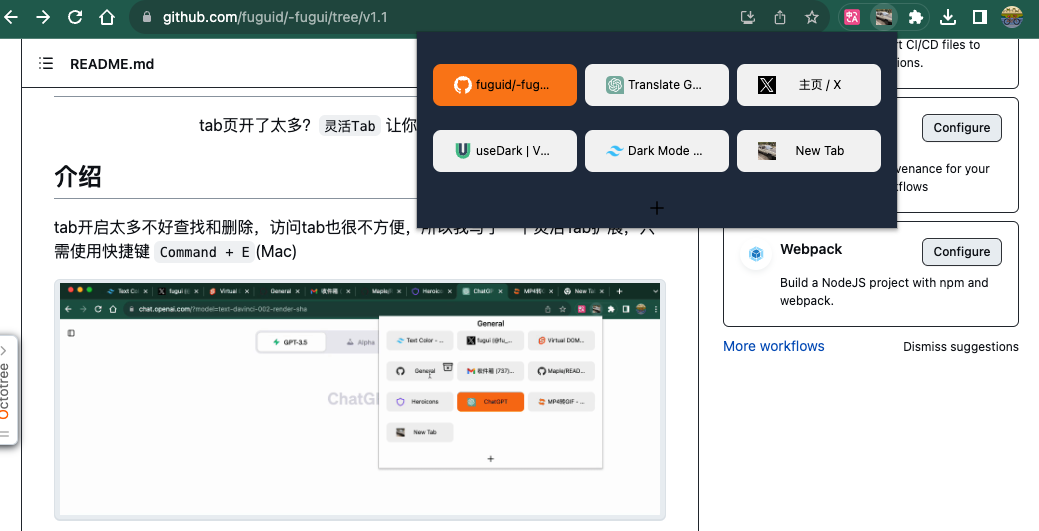 github.com/fuguid/-fugui/tree/v1.1
README.md
tab页开了太多？ 灵活Tab 让你
介绍
tab开启太多不好查找和删除，访问tab也很不方便，所以我写了一个灵活Tab扩展，只
需使用快捷键 Command + E (Mac)
fuguid/-fug...
Translate G...
主页 / X
useDark | V...
Dark Mode ...
New Tab
+
Text Co
fugui (
Virtual
General
收件箱 (
Maple/
Heroico
ChatGP
MP4转
New Ta
chat.openai.com/?model=text-davinci-002-render-sha
GPT-3.5
Alpha
ChatG
General
Text Color - ...
fugui (@fu_...
Virtual DOM...
General
收件箱 (737)...
Maple/READ...
Heroicons
ChatGPT
MP4转GIF - ...
New Tab
+
Octotree
t CI/CD files to
ions.
Configure
venance for your
flows
Webpack
Configure
Build a NodeJS project with npm and
webpack.
More workflows
Dismiss suggestions